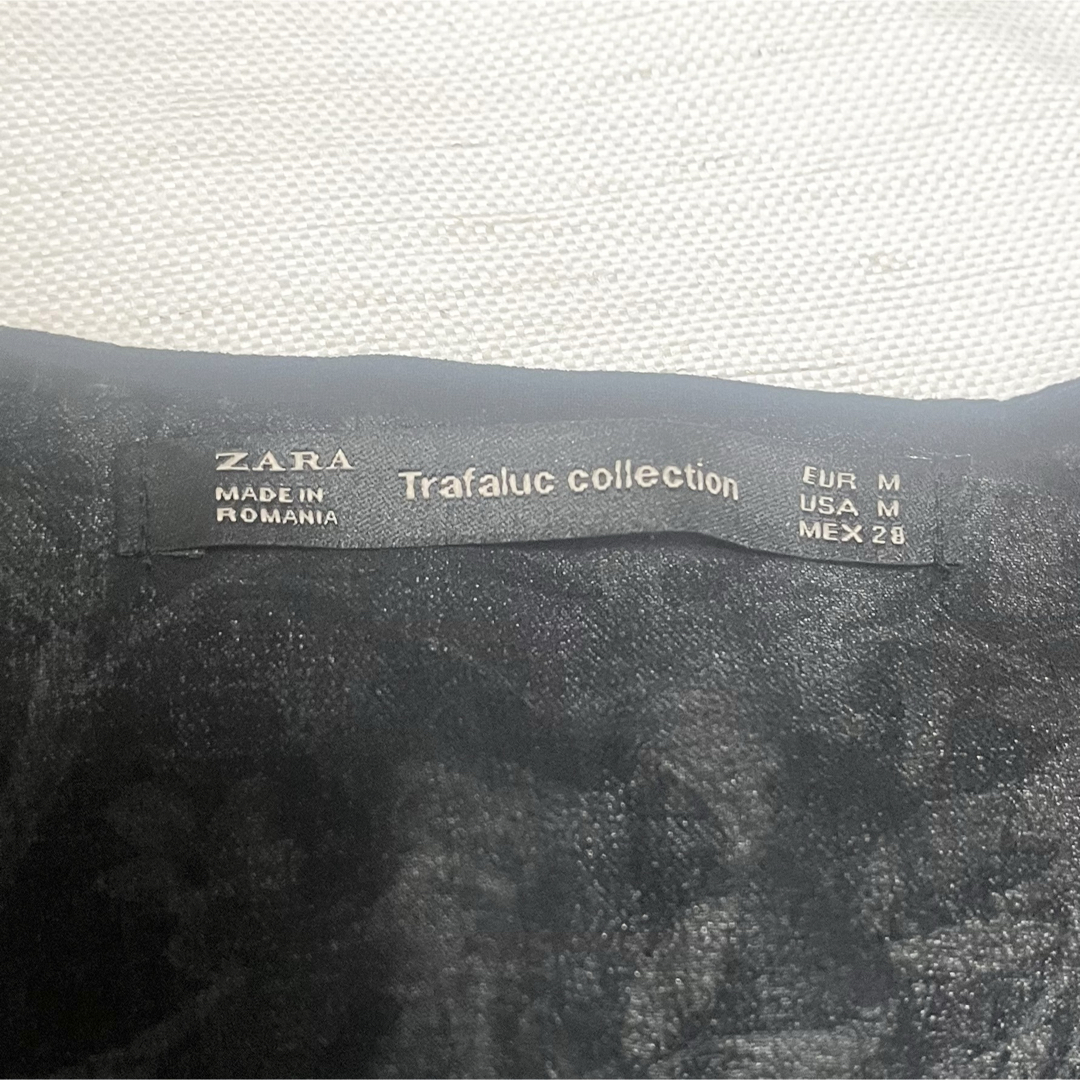 ZARA
MADE IN
ROMANIA
Trafaluc collection
EUR M
USA M
MEX 28